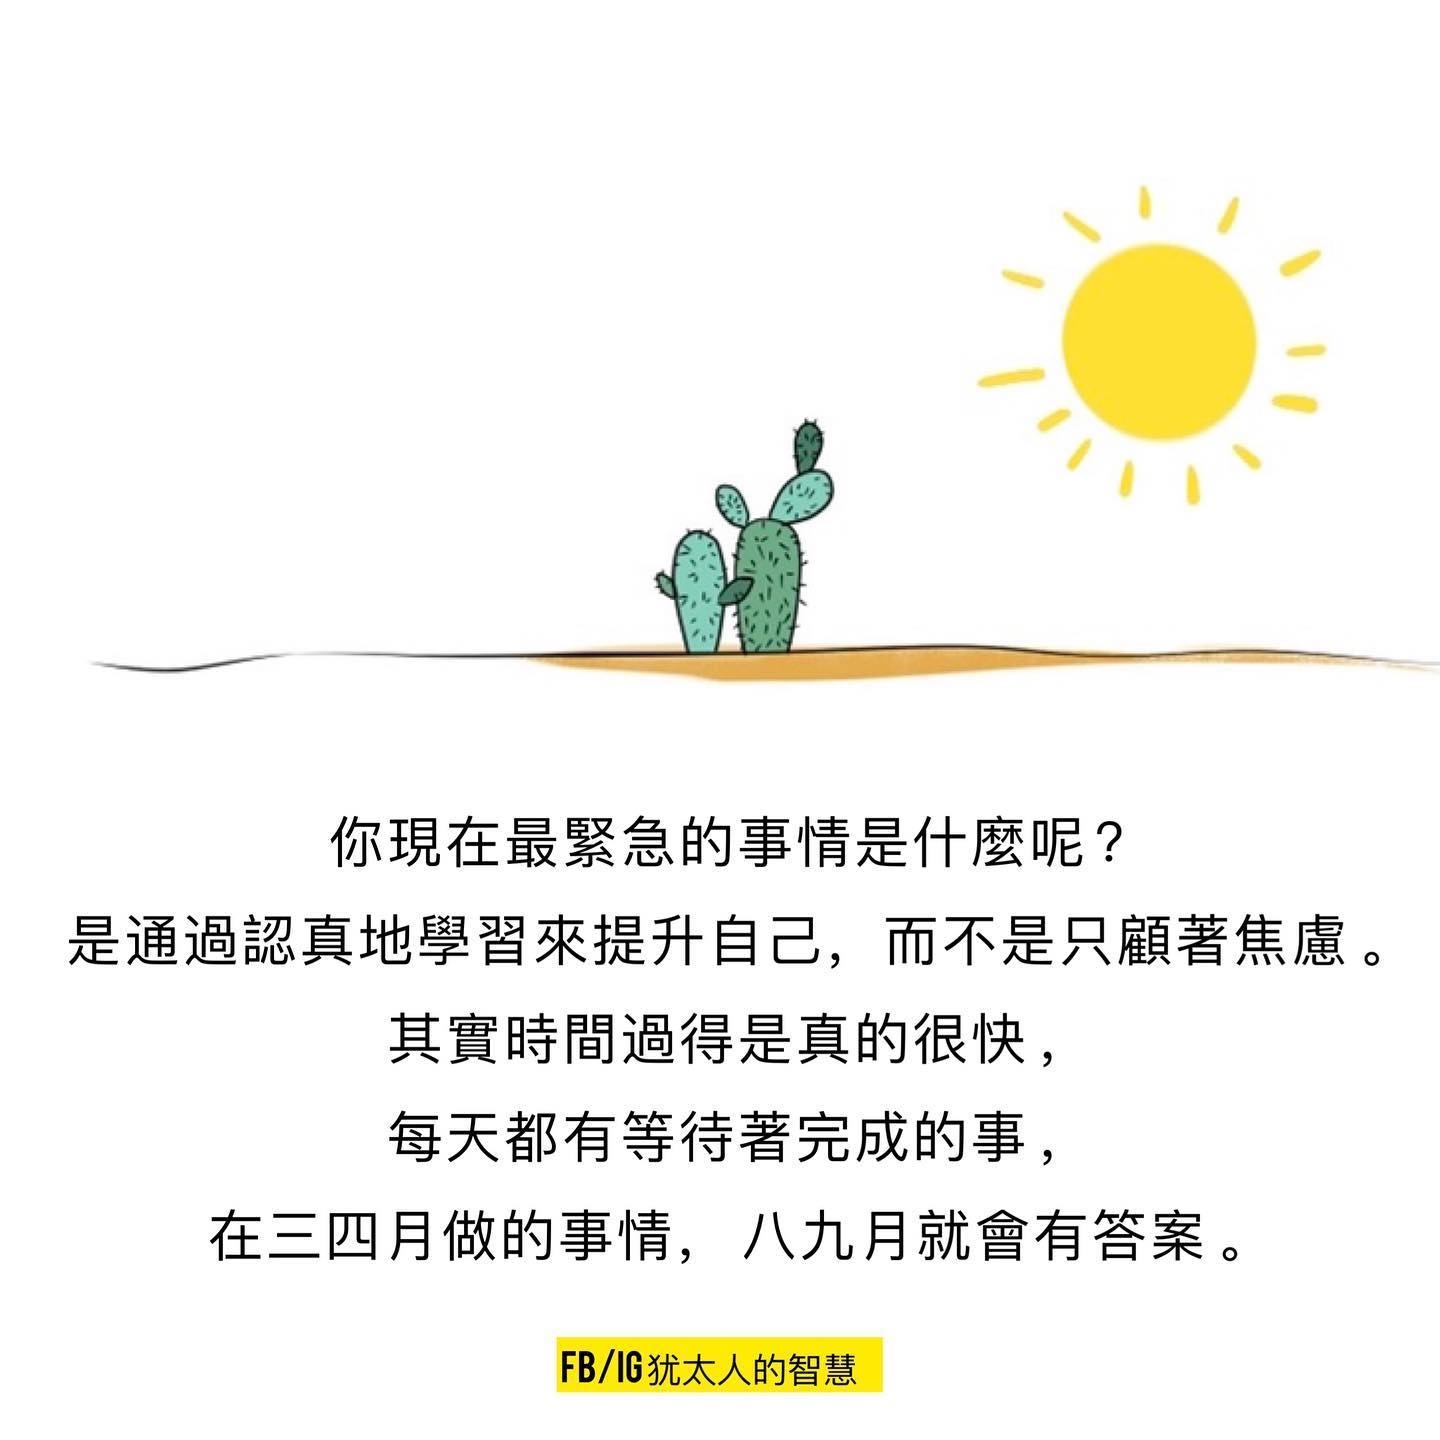 你現在最緊急的事情是什麼呢？
是通過認真地學習來提升自己，而不是只顧著焦慮。
其實時間過得是真的很快，
每天都有等待著完成的事，
在三四月做的事情，八九月就會有答案。
FB/IG犹太人的智慧